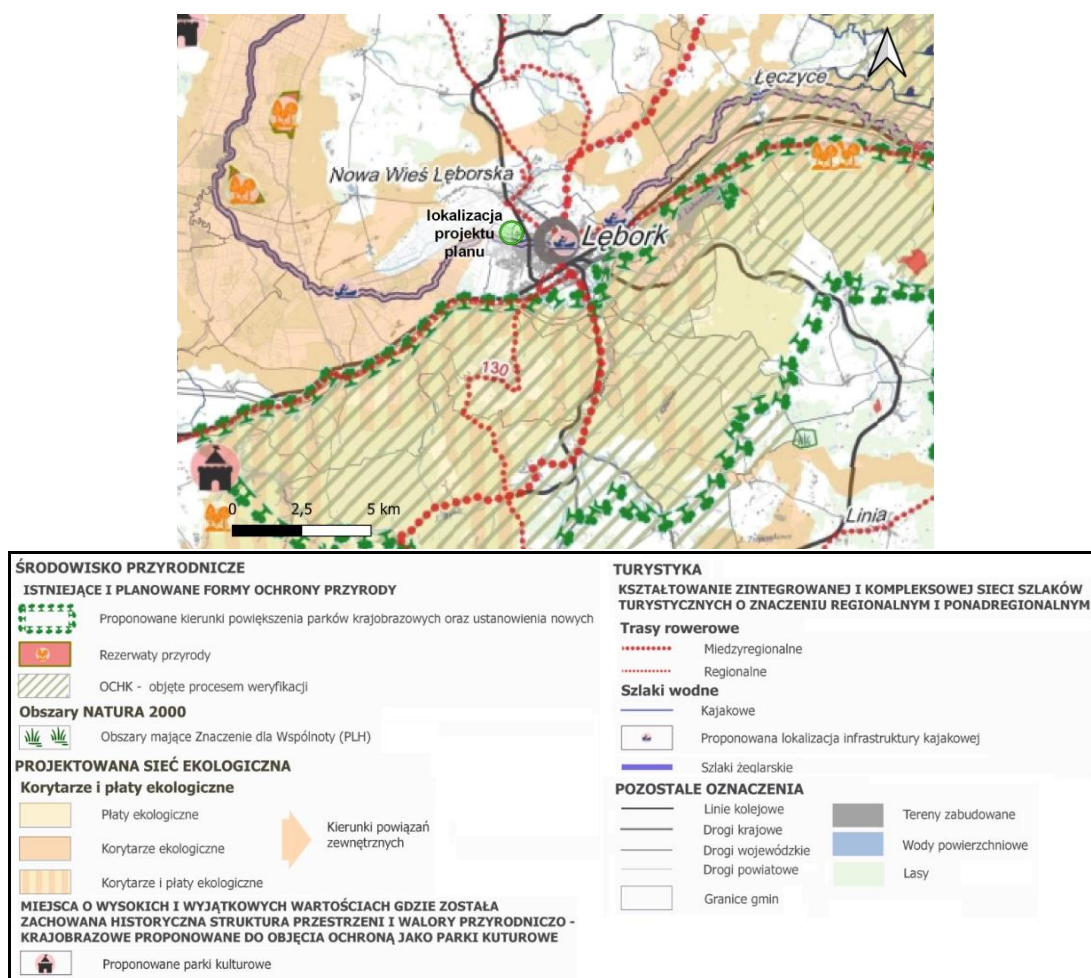 Łęczyce
Nowa Wieś Lęborska
lokalizacja
projektu
planu
Lębork
130
Linia
0 2,5 5 km
ŚRODOWISKO PRZYRODNICZE
ISTNIEJĄCE I PLANOWANE FORMY OCHRONY PRZYRODY
Proponowane kierunki powiększenia parków krajobrazowych oraz ustanowienia nowych
Rezerwaty przyrody
OCHK - objęte procesem weryfikacji
Obszary NATURA 2000
Obszary mające Znaczenie dla Wspólnoty (PLH)
PROJEKTOWANA SIEĆ EKOLOGICZNA
Korytarze i płaty ekologiczne
Płaty ekologiczne
Korytarze ekologiczne
Korytarze i płaty ekologiczne
Kierunki powiązań
zewnętrznych
MIEJSCA O WYSOKICH I WYJĄTKOWYCH WARTOŚCIACH GDZIE ZOSTAŁA
ZACHOWANA HISTORYCZNA STRUKTURA PRZESTRZENI I WALORY PRZYRODNICZO -
KRAJOBRAZOWE PROPONOWANE DO OBJĘCIA OCHRONĄ JAKO PARKI KUTUROWE
Proponowane parki kulturowe
TURYSTYKA
KSZTAŁTOWANIE ZINTEGROWANEJ I KOMPLEKSOWEJ SIECI SZLAKÓW
TURYSTYCZNYCH O ZNACZENIU REGIONALNYM I PONADREGIONALNYM
Trasy rowerowe
Miedzyregionalne
Regionalne
Szlaki wodne
Kajakowe
Proponowana lokalizacja infrastruktury kajakowej
Szlaki żeglarskie
POZOSTALE OZNACZENIA
Linie kolejowe
Drogi krajowe
Drogi wojewódzkie
Drogi powiatowe
Granice gmin
Tereny zabudowane
Wody powierzchniowe
Lasy